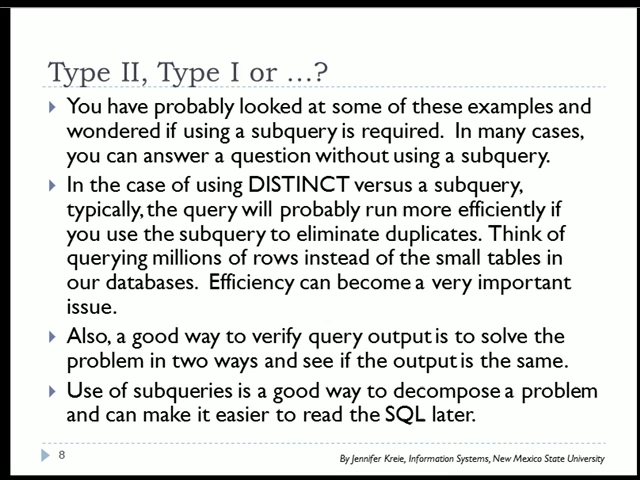 Type II, Type I or …?
You have probably looked at some of these examples and
wondered if using a subquery is required. In many cases,
you can answer a question without using a subquery.
In the case of using DISTINCT versus a subquery,
typically, the query will probably run more efficiently if
you use the subquery to eliminate duplicates. Think of
querying millions of rows instead of the small tables in
our databases. Efficiency can become a very important
issue.
Also, a good way to verify query output is to solve the
problem in two ways and see if the output is the same.
Use of subqueries is a good way to decompose a problem
and can make it easier to read the SQL later.
8
By Jennifer Kreie, Information Systems, New Mexico State University